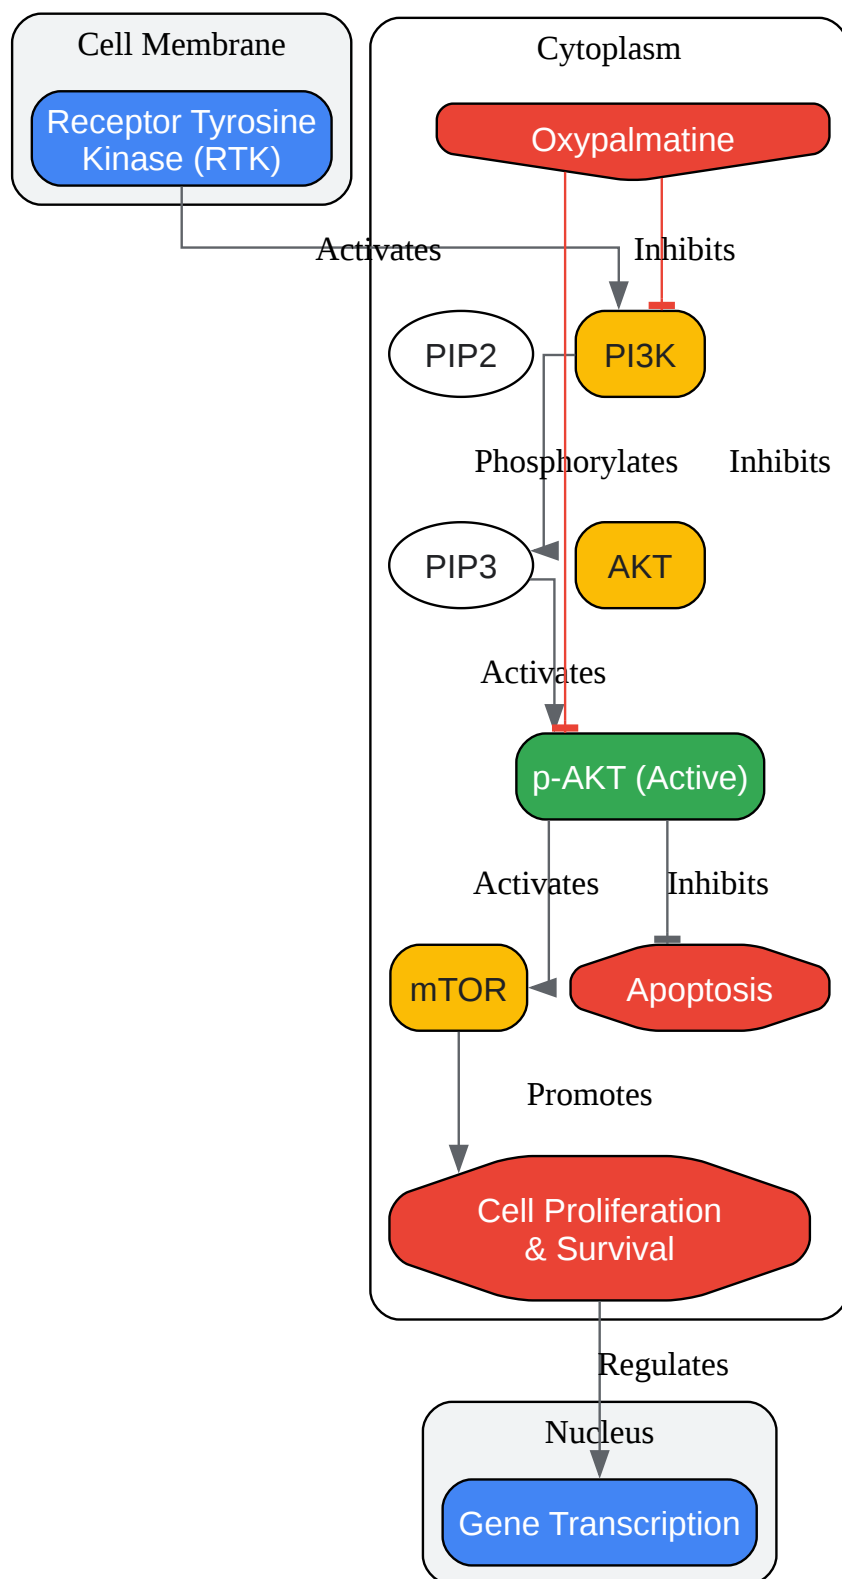 Cell Membrane
Cytoplasm
Receptor Tyrosine
Kinase (RTK)
Oxypalmatine
Activates
Inhibits
PIP2
PI3K
Phosphorylates
Inhibits
PIP3
AKT
Activates
p-AKT (Active)
Activates
Inhibits
mTOR
Apoptosis
Promotes
Cell Proliferation
& Survival
Regulates
Nucleus
Gene Transcription